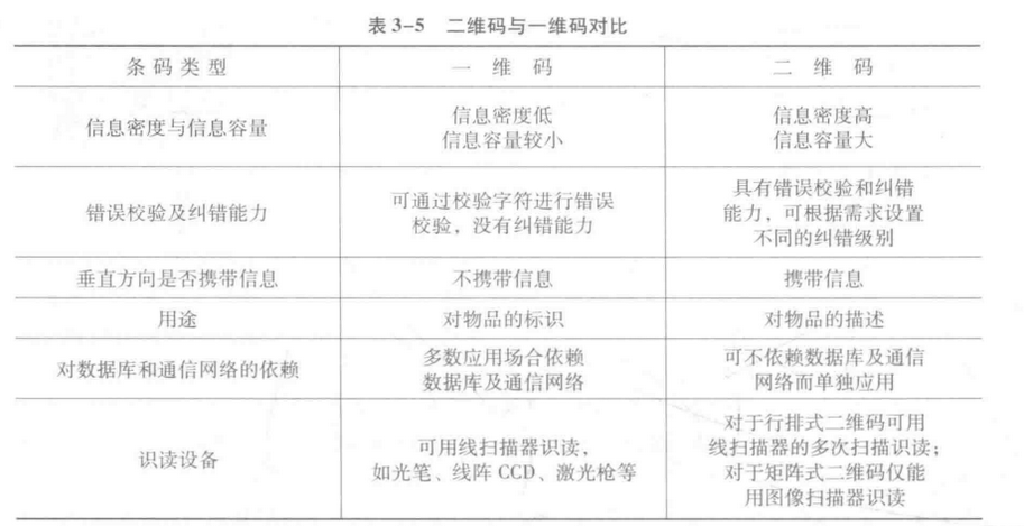 表 3-5 二维码与一维码对比
条码类型 一维码 二维码
信息密度与信息容量
信息密度低
信息容量较小
信息密度高
信息容量大
错误校验及纠错能力
可通过校验字符进行错误
校验，没有纠错能力
具有错误校验和纠错
能力，可根据需求设置
不同的纠错级别
垂直方向是否携带信息 不携带信息 携带信息
用途 对物品的标识 对物品的描述
对数据库和通信网络的依赖
多数应用场合依赖
数据库及通信网络
可不依赖数据库及通信
网络而单独应用
识读设备
可用线扫描器识读，
如光笔、线阵 CCD、激光枪等
对于行排式二维码可用
线扫描器的多次扫描识读；
对于矩阵式二维码仅能
用图像扫描器识读